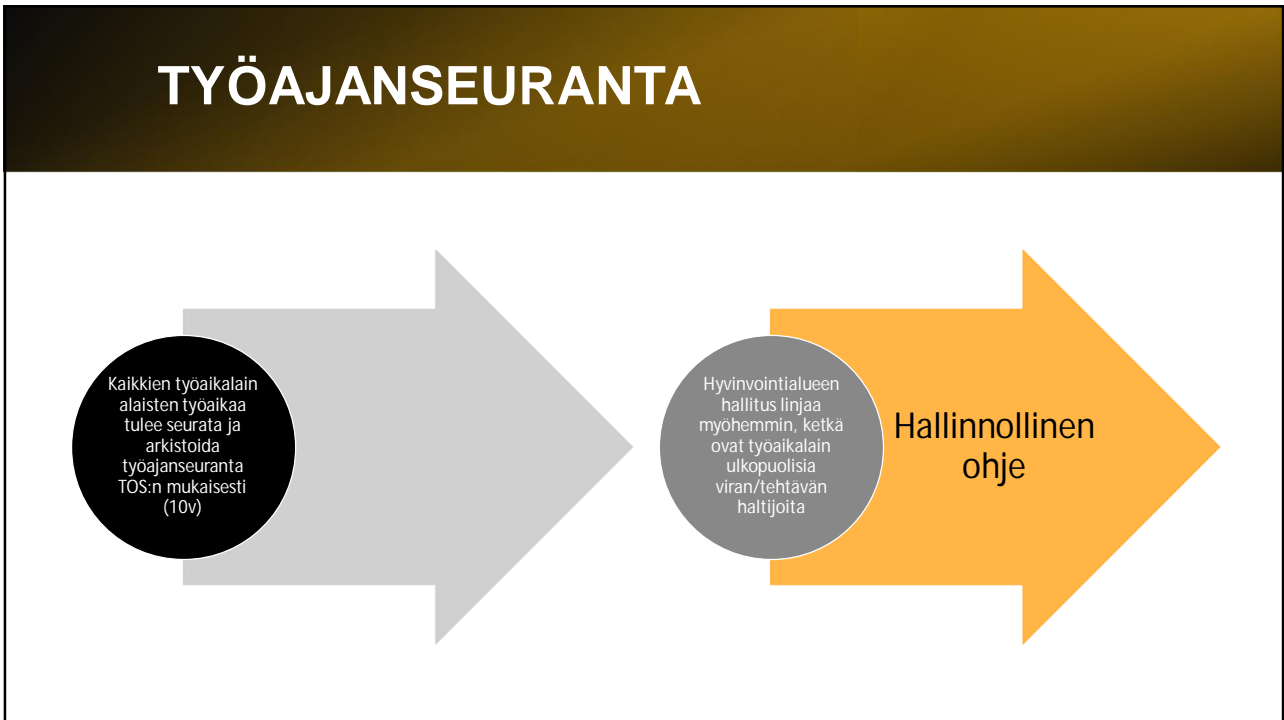 TYÖAJANSEURANTA
Kaikkien työaikalain
alaisten työaikaa
tulee seurata ja
arkistoida
työajanseuranta
TOS:n mukaisesti
(10v)
Hyvinvointialueen
hallitus linjaa
myöhemmin, ketkä
ovat työaikalain
ulkopuolisia
viran/tehtävän
haltijoita
Hallinnollinen
ohje